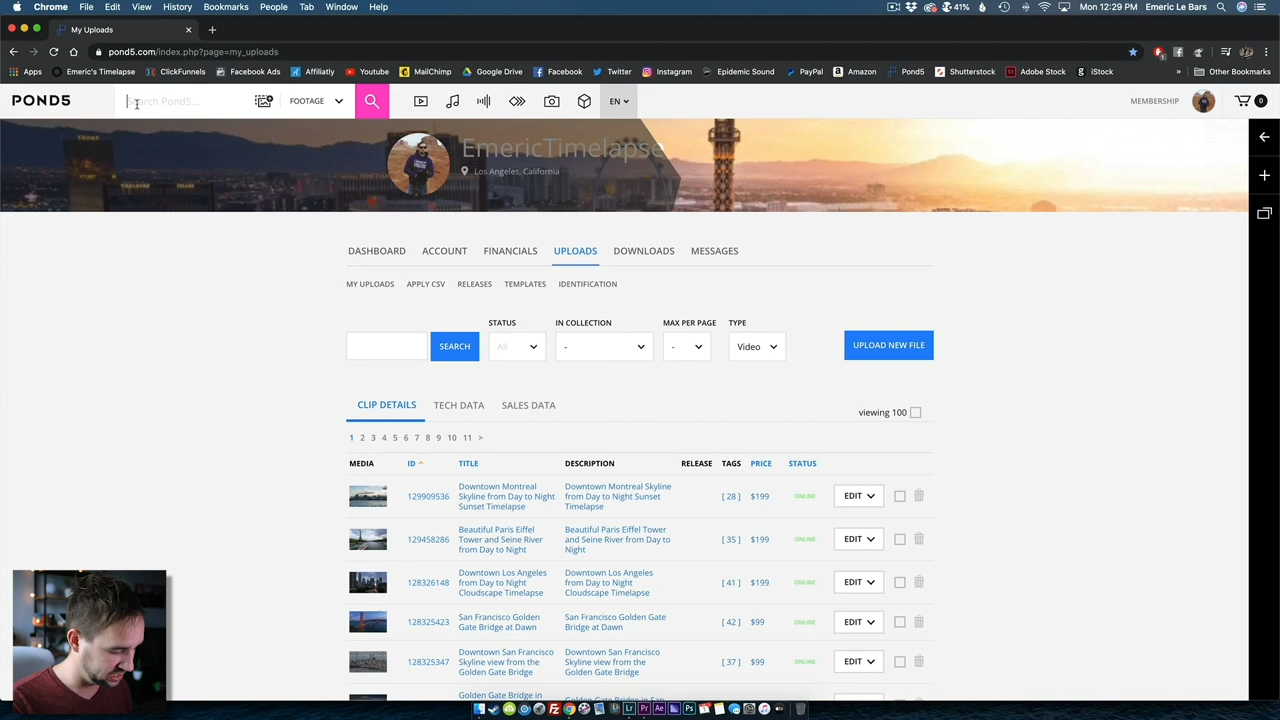 Chrome File Edit View History Bookmarks People Tab Window Help 41% Mon 12:29 PM Emeric Le Bars
My Uploads
pond5.com/index.php?page=my_uploads
Apps Emeric's Timelapse ClickFunnels Facebook Ads Affiliatly Youtube MailChimp Google Drive Facebook Twitter Instagram Epidemic Sound PayPal Amazon Pond5 Shutterstock Adobe Stock iStock » Other Bookmarks
POND5 Search Pond5... FOOTAGE EN MEMBERSHIP 0
EmericTimelapse
Los Angeles, California
DASHBOARD ACCOUNT FINANCIALS UPLOADS DOWNLOADS MESSAGES
MY UPLOADS APPLY CSV RELEASES TEMPLATES IDENTIFICATION
STATUS IN COLLECTION MAX PER PAGE TYPE
SEARCH All - - Video UPLOAD NEW FILE
CLIP DETAILS TECH DATA SALES DATA
viewing 100
1 2 3 4 5 6 7 8 9 10 11 >
MEDIA ID TITLE DESCRIPTION RELEASE TAGS PRICE STATUS
Downtown Montreal Downtown Montreal Skyline
129909536 Skyline from Day to Night from Day to Night Sunset [ 28 ] $199 ONLINE EDIT
Sunset Timelapse Timelapse
Beautiful Paris Eiffel Beautiful Paris Eiffel Tower
129458286 Tower and Seine River and Seine River from Day to [ 35 ] $199 ONLINE EDIT
from Day to Night Night
Downtown Los Angeles Downtown Los Angeles
128326148 from Day to Night from Day to Night [ 41 ] $199 ONLINE EDIT
Cloudscape Timelapse Cloudscape Timelapse
San Francisco Golden San Francisco Golden Gate
128325423 Gate Bridge at Dawn Bridge at Dawn [ 42 ] $99 ONLINE EDIT
Downtown San Francisco Downtown San Francisco
128325347 Skyline view from the Skyline view from the [ 37 ] $99 ONLINE EDIT
Golden Gate Bridge Golden Gate Bridge
Golden Gate Bridge in